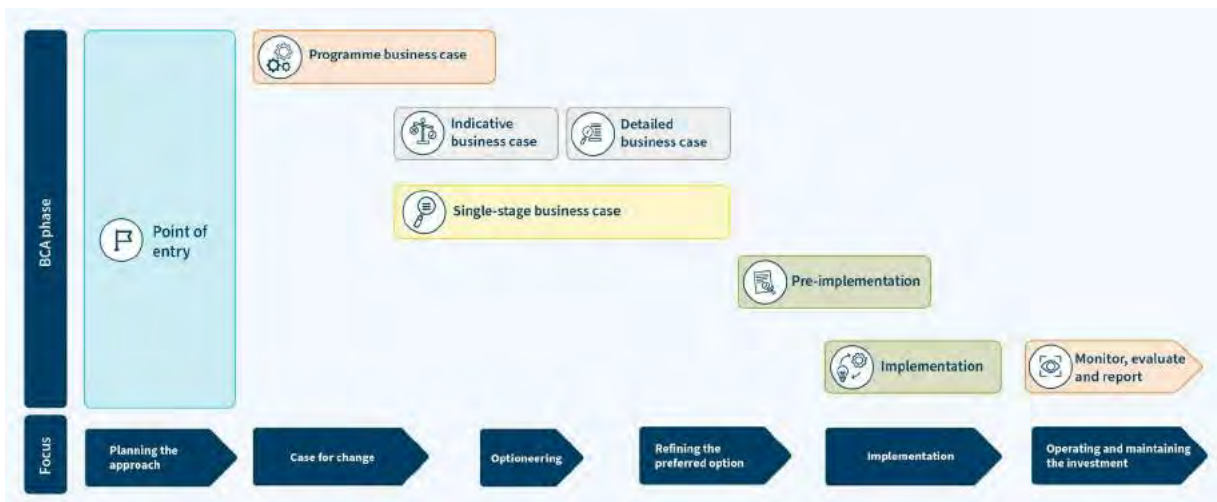 BCA phase
Point of
entry
Programme business case
Indicative
business case
Detailed
business case
Single-stage business case
Pre-implementation
Implementation
Monitor, evaluate
and report
Focus
Planning the
approach
Case for change
Optioneering
Refining the
preferred option
Implementation
Operating and maintaining
the investment